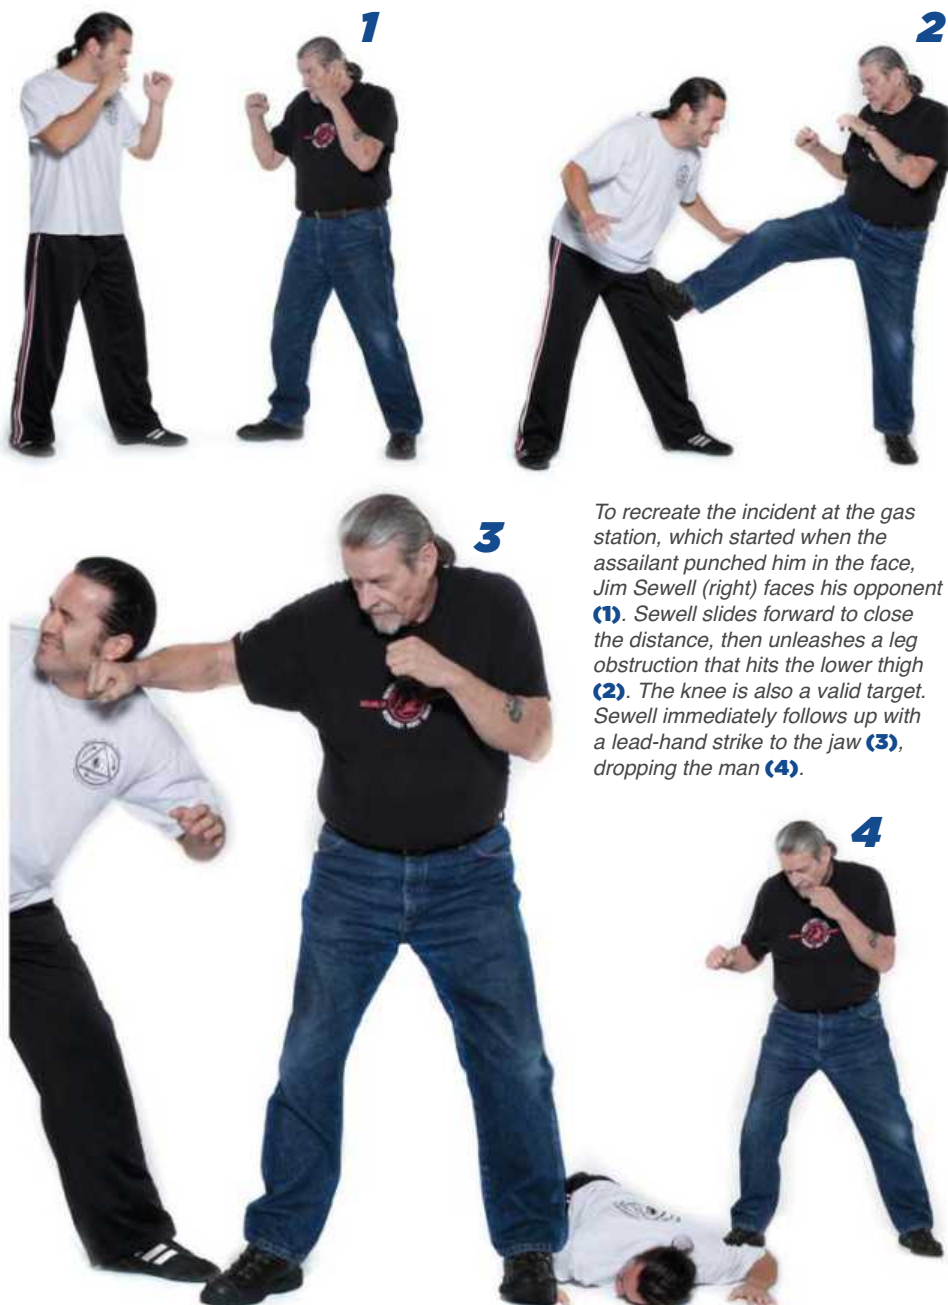 1
2
3
To recreate the incident at the gas
station, which started when the
assailant punched him in the face,
Jim Sewell (right) faces his opponent
(1). Sewell slides forward to close
the distance, then unleashes a leg
obstruction that hits the lower thigh
(2). The knee is also a valid target.
Sewell immediately follows up with
a lead-hand strike to the jaw (3),
dropping the man (4).
4